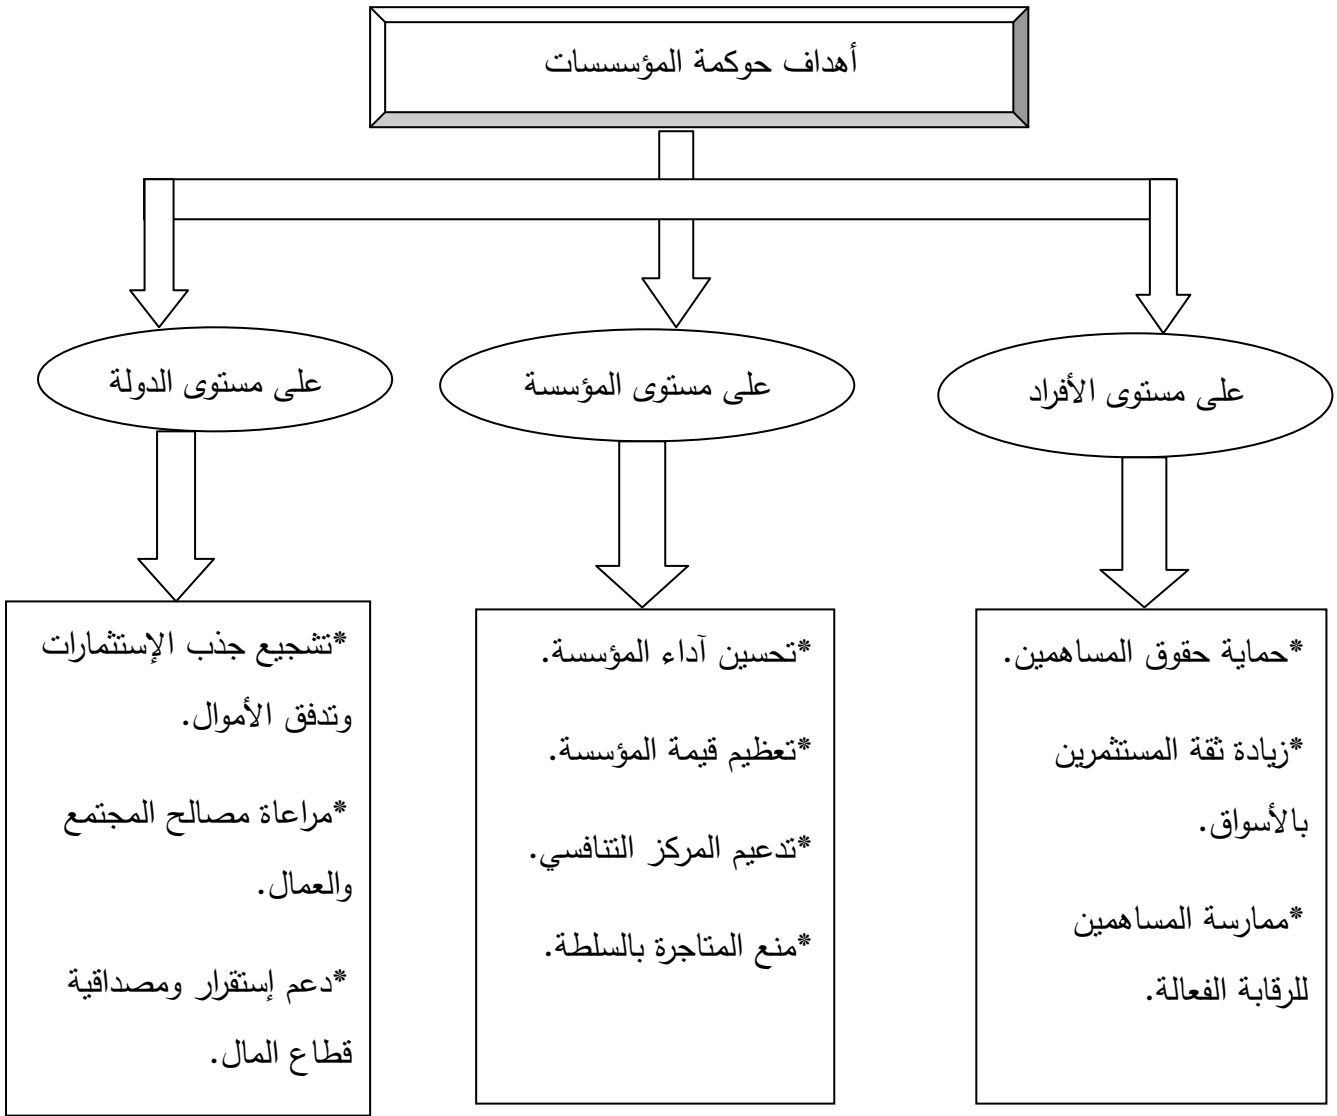 أهداف حوكمة المؤسسسات
على مستوى الأفراد
على مستوى المؤسسة
على مستوى الدولة
*حماية حقوق المساهمين.
*زيادة ثقة المستثمرين
بالأسواق.
*ممارسة المساهمين
للرقابة الفعالة.
*تحسين آداء المؤسسة.
*تعظيم قيمة المؤسسة.
*تدعيم المركز التنافسي.
*منع المتاجرة بالسلطة.
*تشجيع جذب الإستثمارات
وتدفق الأموال.
*مراعاة مصالح المجتمع
والعمال.
*دعم إستقرار ومصداقية
قطاع المال.